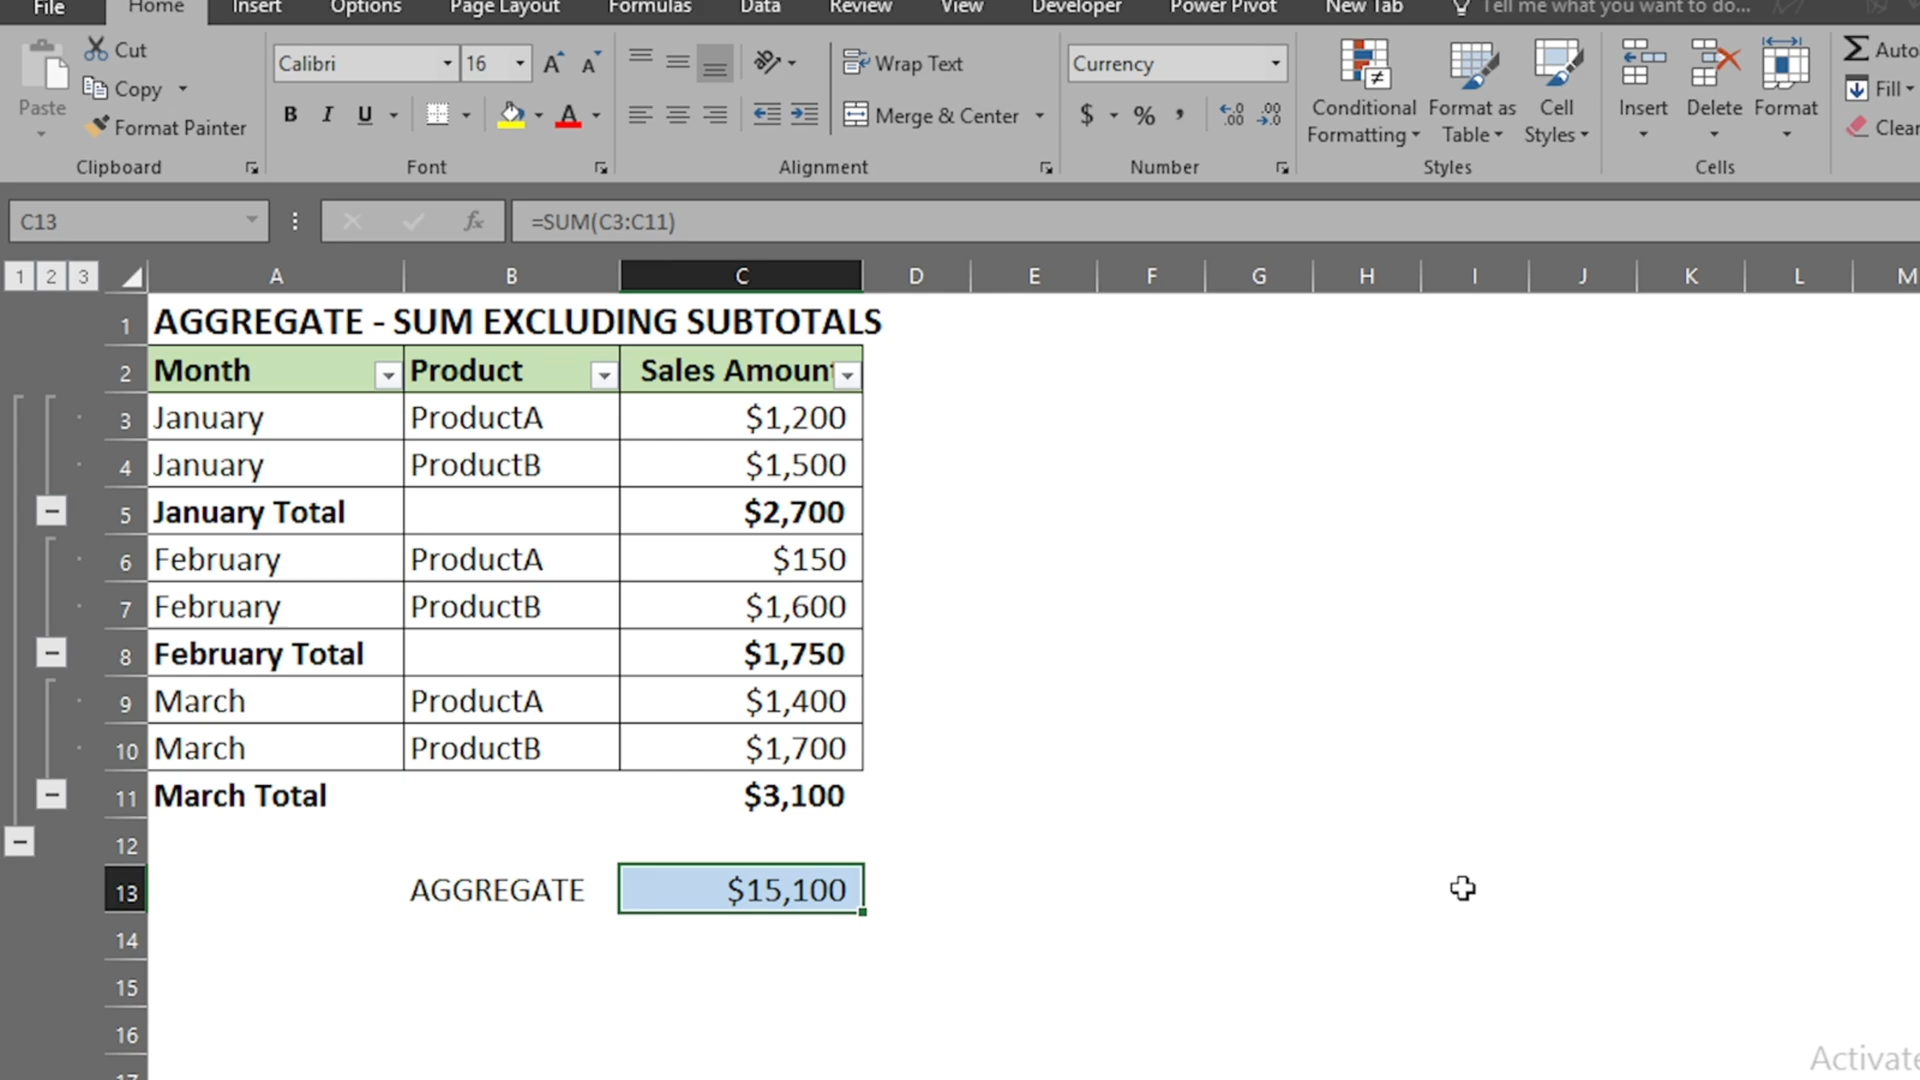 File Home Insert Options Page Layout Formulas Data Review View Developer Power Pivot New Tab Tell me what you want to do...
Cut
Copy
Format Painter
Paste
Clipboard
Calibri 16
B I U A
Font
Wrap Text
Merge & Center
Alignment
Currency
$ % ,
Number
Conditional Formatting
Format as Table
Cell Styles
Styles
Insert Delete Format
Cells
Auto
Fill
Clear
C13 fx =SUM(C3:C11)
1 2 3 A B C D E F G H I J K L M
1 AGGREGATE - SUM EXCLUDING SUBTOTALS
2 Month Product Sales Amount
3 January ProductA $1,200
4 January ProductB $1,500
5 January Total $2,700
6 February ProductA $150
7 February ProductB $1,600
8 February Total $1,750
9 March ProductA $1,400
10 March ProductB $1,700
11 March Total $3,100
12
13 AGGREGATE $15,100
14
15
16
17
Activate